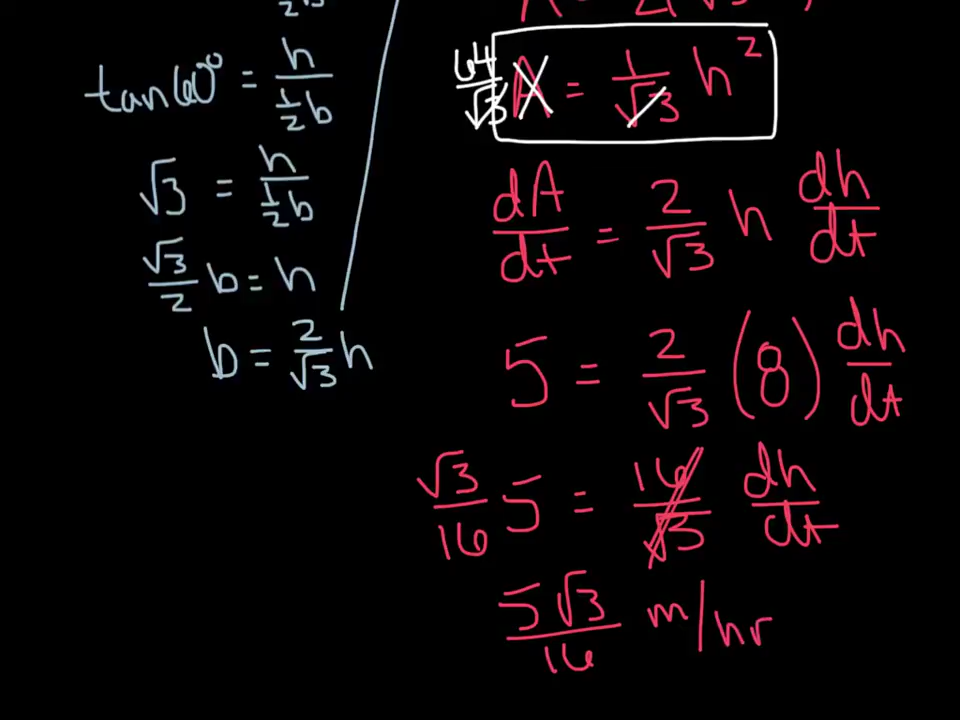 tan60° = h / ½b
√3 = h / ½b
√3/2 b = h
b = 2/√3 h
64/√3 A = 1/√3 h²
dA/dt = 2/√3 h dh/dt
5 = 2/√3 (8) dh/dt
√3/16 5 = 16/√3 dh/dt
5√3/16 m/hr